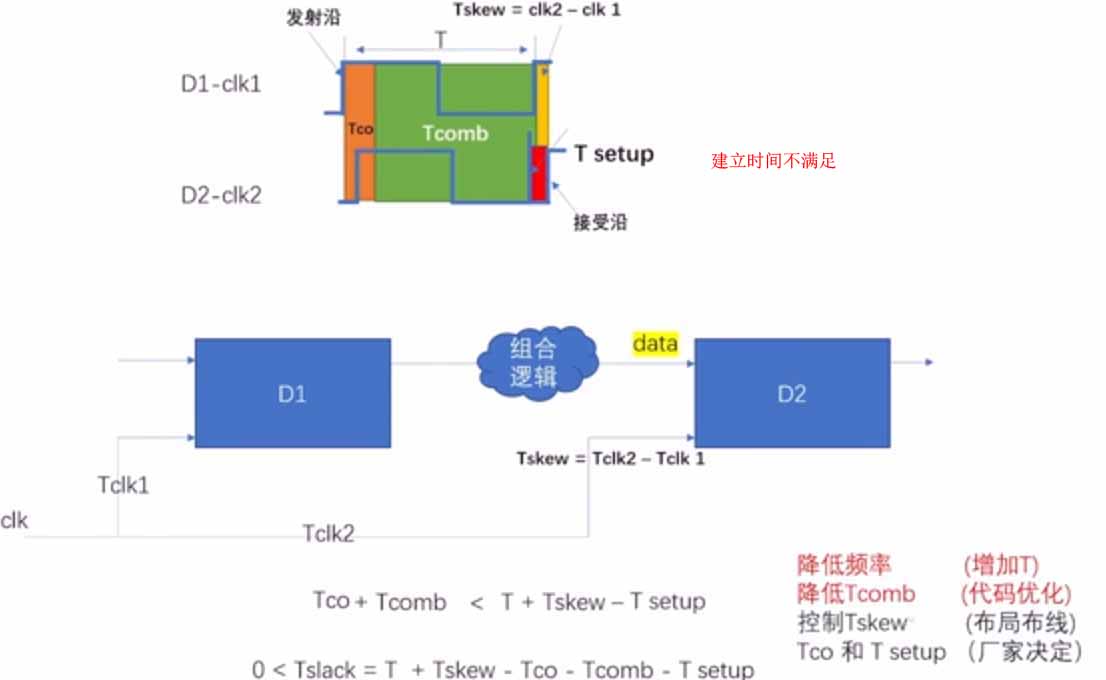 发射沿
Tskew = clk2 – clk 1
T
D1-clk1
Tco
Tcomb
T setup
建立时间不满足
D2-clk2
接受沿
组合
逻辑
data
D1
D2
Tskew = Tclk2 – Tclk 1
Tclk1
clk
Tclk2
降低频率 (增加T)
降低Tcomb (代码优化)
控制Tskew (布局布线)
Tco 和 T setup （厂家决定)
Tco + Tcomb < T + Tskew – T setup
0 < Tslack = T + Tskew - Tco - Tcomb - T setup